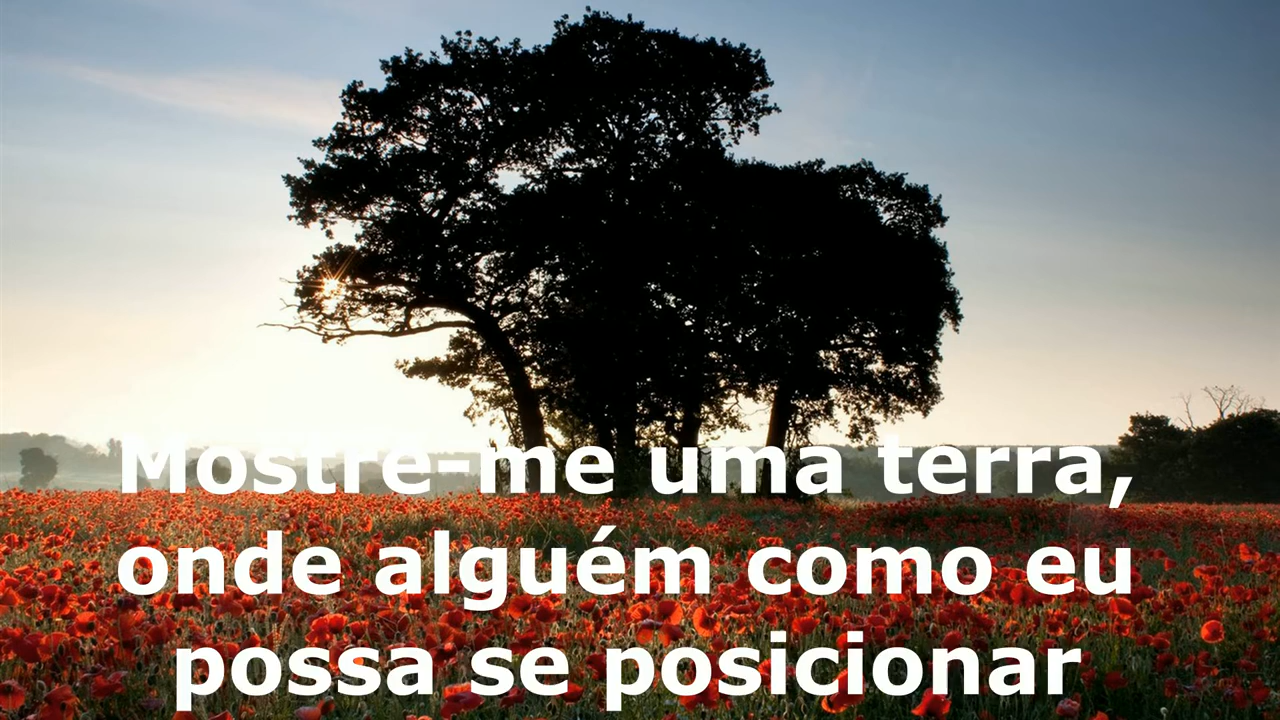 Mostre-me uma terra,
onde alguém como eu
possa se posicionar